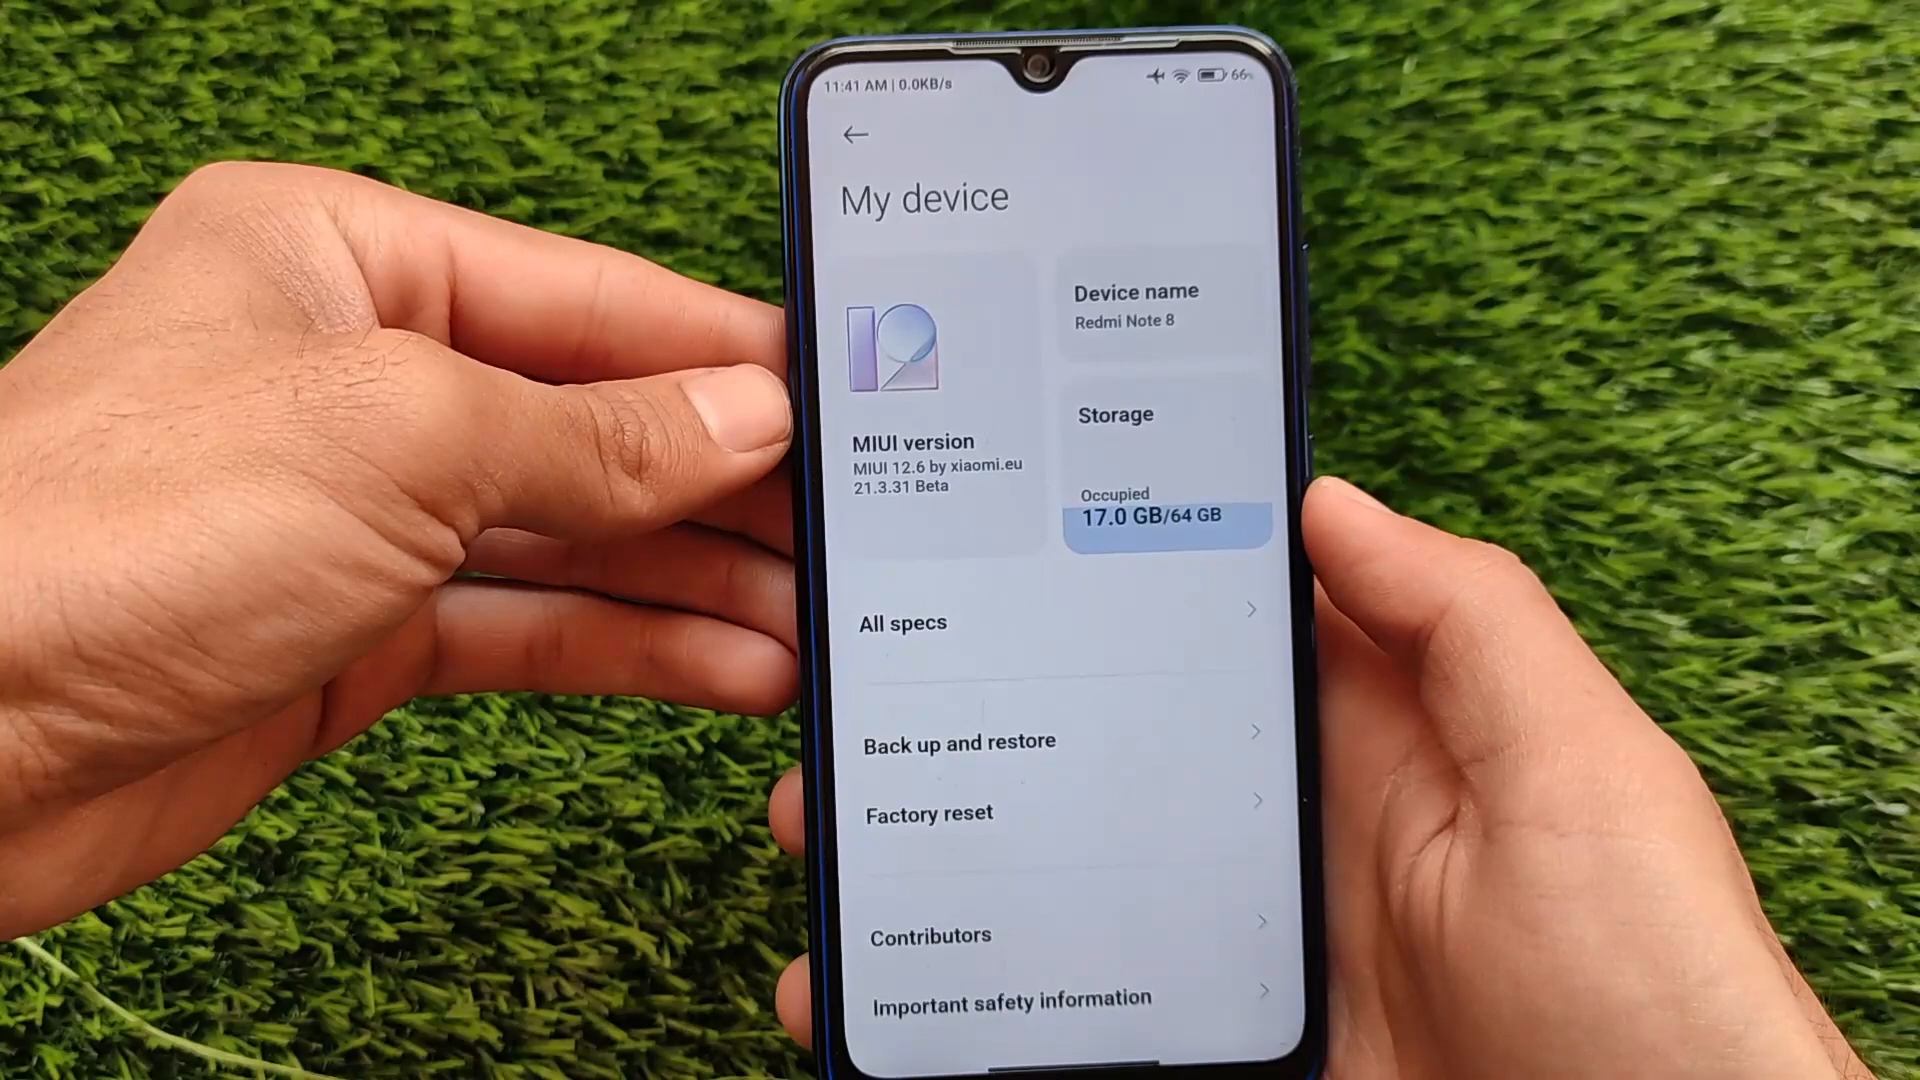 11:41 AM | 0.0KB/s
66%
My device
12
MIUI version
MIUI 12.6 by xiaomi.eu
21.3.31 Beta
Device name
Redmi Note 8
Storage
Occupied
17.0 GB/64 GB
All specs
Back up and restore
Factory reset
Contributors
Important safety information